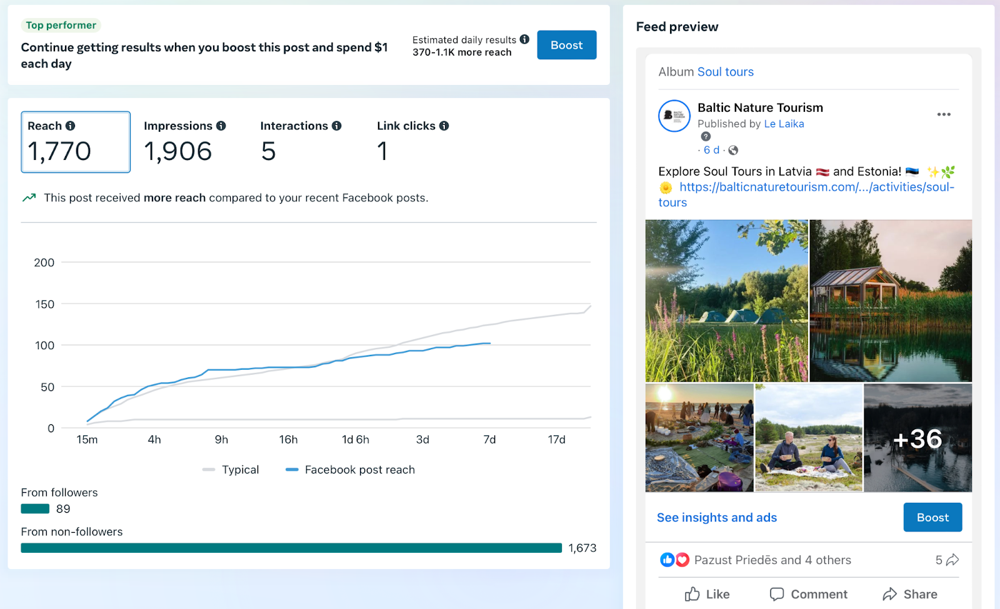 Top performer
Continue getting results when you boost this post and spend $1
each day
Estimated daily results
370-1.1K more reach
Boost
Reach
1,770
Impressions
1,906
Interactions
5
Link clicks
1
This post received more reach compared to your recent Facebook posts.
200
150
100
50
0
15m 4h 9h 16h 1d 6h 3d 7d 17d
Typical Facebook post reach
From followers
89
From non-followers
1,673
Feed preview
Album Soul tours
BALTIC
NATURE
TOURISM
Baltic Nature Tourism
Published by Le Laika
· 6 d ·
Explore Soul Tours in Latvia 🇱🇻 and Estonia! 🇪🇪 ✨🌿
🌼 https://balticnaturetourism.com/.../activities/soul-
tours
+36
See insights and ads
Boost
Pazust Priedēs and 4 others
5
Like Comment Share